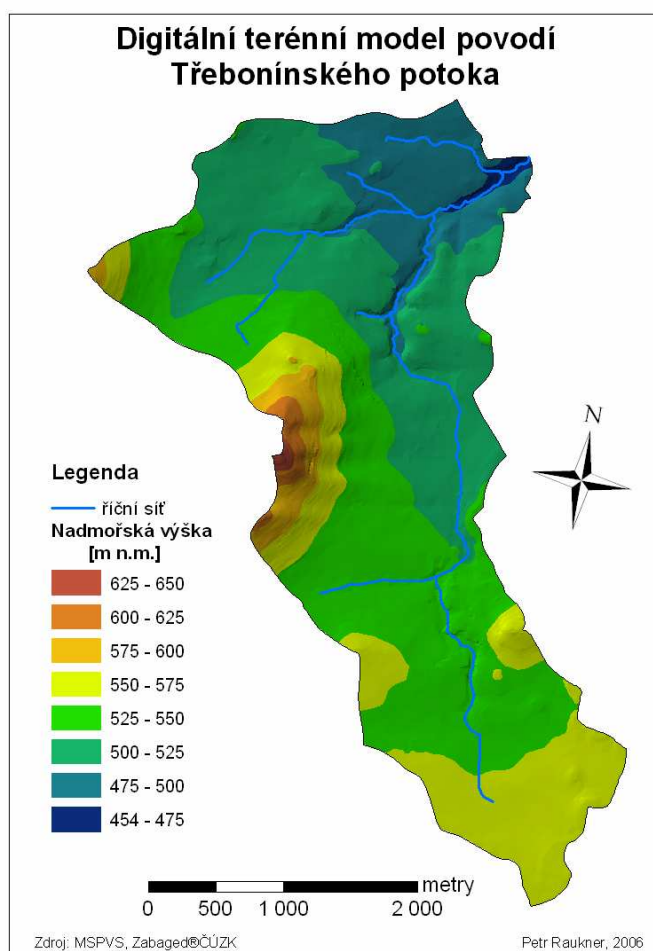 Digitální terénní model povodí
Třebonínského potoka
N
Legenda
říční síť
Nadmořská výška
[m n.m.]
625 - 650
600 - 625
575 - 600
550 - 575
525 - 550
500 - 525
475 - 500
454 - 475
metry
0 500 1 000 2 000
Zdroj: MSPVS, Zabaged®ČÚZK Petr Raukner, 2006